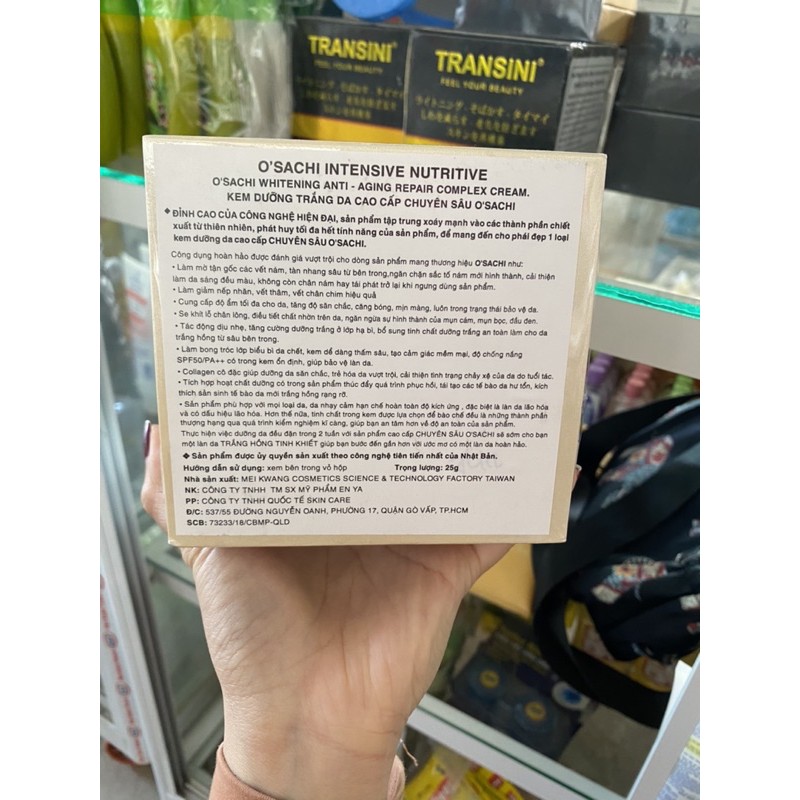 TRANSINI
FEEL YOUR BEAUTY
TRANSINI
FEEL YOUR BEAUTY
O'SACHI INTENSIVE NUTRITIVE
O'SACHI WHITENING ANTI - AGING REPAIR COMPLEX CREAM.
KEM DƯỠNG TRẮNG DA CAO CẤP CHUYÊN SÂU O'SACHI
◆ ĐỈNH CAO CỦA CÔNG NGHỆ HIỆN ĐẠI, sản phẩm tập trung xoáy mạnh vào các thành phần chiết
xuất từ thiên nhiên, phát huy tối đa hết tính năng của sản phẩm, để mang đến cho phái đẹp 1 loại
kem dưỡng da cao cấp CHUYÊN SÂU O'SACHI.
Công dụng hoàn hảo được đánh giá vượt trội cho dòng sản phẩm mang thương hiệu O'SACHI như:
• Làm mờ tận gốc các vết nám, tàn nhang sâu từ bên trong,ngăn chặn sắc tố nám mới hình thành, cải thiện
làm da sáng đều màu, không còn chân nám hay tái phát trở lại khi ngưng dùng sản phẩm.
• Làm giảm nếp nhăn, vết thâm, vết chân chim hiệu quả
• Cung cấp độ ẩm tối đa cho da, tăng độ săn chắc, căng bóng, mịn màng, luôn trong trạng thái bảo vệ da.
• Se khít lỗ chân lông, điều tiết chất nhờn trên da, ngăn ngừa sự hình thành của mụn cám, mụn bọc, đầu đen.
• Tác động dịu nhẹ, tăng cường dưỡng trắng ở lớp hạ bì, bổ sung tinh chất dưỡng trắng an toàn làm cho da
trắng hồng từ sâu bên trong.
• Làm bong tróc lớp biểu bì da chết, kem dễ dàng thấm sâu, tạo cảm giác mềm mại, độ chống nắng
SPF50/PA++ có trong kem ổn định, giúp bảo vệ làn da.
• Collagen cô đặc giúp dưỡng da săn chắc, trẻ hóa da vượt trội, cải thiện tình trạng chảy xệ của da do tuổi tác.
• Tích hợp hoạt chất dưỡng có trong sản phẩm thúc đẩy quá trình phục hồi, tái tạo các tế bào da hư tổn, kích
thích sản sinh tế bào da mới trắng hồng rạng rỡ.
• Sản phẩm phù hợp với mọi loại da, da nhạy cảm hạn chế hoàn toàn độ kích ứng , đặc biệt là làn da lão hóa
và có dấu hiệu lão hóa. Hơn thế nữa, tinh chất trong kem được lựa chọn để bào chế đều là những thành phần
thượng hạng qua quá trình kiểm nghiệm kĩ càng, giúp bạn an tâm hơn về độ an toàn của sản phẩm.
Thực hiện việc dưỡng da đều đặn trong 2 tuần với sản phẩm cao cấp CHUYÊN SÂU O'SACHI sẽ sớm cho bạn
một làn da TRẮNG HỒNG TINH KHIẾT giúp bạn bước đến gần hơn với ước mơ có một làn da hoàn hảo.
◆ Sản phẩm được ủy quyền sản xuất theo công nghệ tiên tiến nhất của Nhật Bản.
Hướng dẫn sử dụng: xem bên trong vỏ hộp Trọng lượng: 25g
Nhà sản xuất: MEI KWANG COSMETICS SCIENCE & TECHNOLOGY FACTORY TAIWAN
NK: CÔNG TY TNHH TM SX MỸ PHẨM EN YA
PP: CÔNG TY TNHH QUỐC TẾ SKIN CARE
Đ/C: 537/55 ĐƯỜNG NGUYỄN OANH, PHƯỜNG 17, QUẬN GÒ VẤP, TP.HCM
SCB: 73233/18/CBMP-QLD